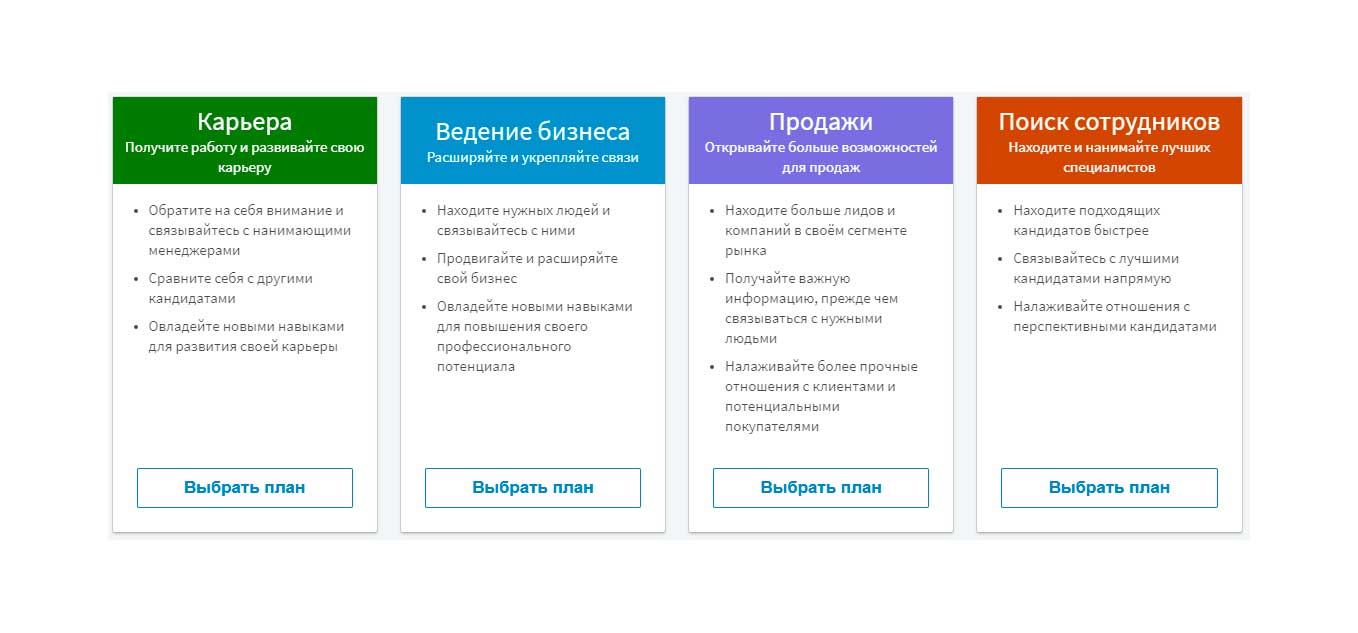 Карьера
Получите работу и развивайте свою
карьеру
• Обратите на себя внимание и
связывайтесь с нанимающими
менеджерами
• Сравните себя с другими
кандидатами
• Овладейте новыми навыками
для развития своей карьеры
Выбрать план
Ведение бизнеса
Расширяйте и укрепляйте связи
• Находите нужных людей и
связывайтесь с ними
• Продвигайте и расширяйте
свой бизнес
• Овладейте новыми навыками
для повышения своего
профессионального
потенциала
Выбрать план
Продажи
Открывайте больше возможностей
для продаж
• Находите больше лидов и
компаний в своём сегменте
рынка
• Получайте важную
информацию, прежде чем
связываться с нужными
людьми
• Налаживайте более прочные
отношения с клиентами и
потенциальными
покупателями
Выбрать план
Поиск сотрудников
Находите и нанимайте лучших
специалистов
• Находите подходящих
кандидатов быстрее
• Связывайтесь с лучшими
кандидатами напрямую
• Налаживайте отношения с
перспективными кандидатами
Выбрать план